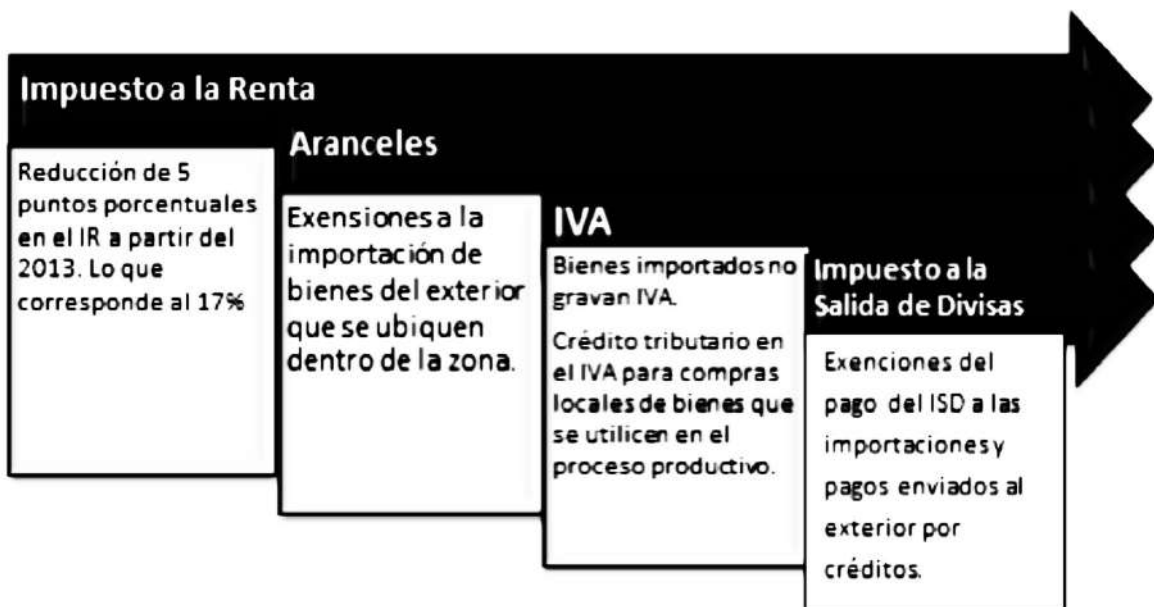 Impuesto a la Renta
Reducción de 5
puntos porcentuales
en el IR a partir del
2013. Lo que
corresponde al 17%
Aranceles
Exensiones a la
importación de
bienes del exterior
que se ubiquen
dentro de la zona.
IVA
Bienes importados no
gravan IVA.
Crédito tributario en
el IVA para compras
locales de bienes que
se utilicen en el
proceso productivo.
Impuesto a la
Salida de Divisas
Exenciones del
pago del ISD a las
importaciones y
pagos enviados al
exterior por
créditos.